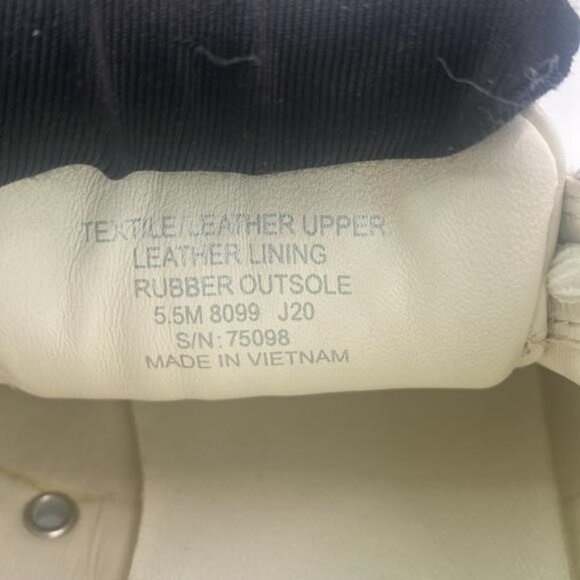 TEXTILE/LEATHER UPPER
LEATHER LINING
RUBBER OUTSOLE
5.5M 8099 J20
S/N: 75098
MADE IN VIETNAM